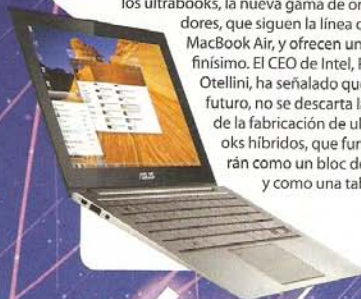 los ultrabooks, la nueva gama de or
dores, que siguen la línea d
MacBook Air, y ofrecen un
finísimo. El CEO de Intel, P
Otellini, ha señalado que
futuro, no se descarta l
de la fabricación de ul
oks híbridos, que fun
rán como un bloc de
y como una tal
ASUS